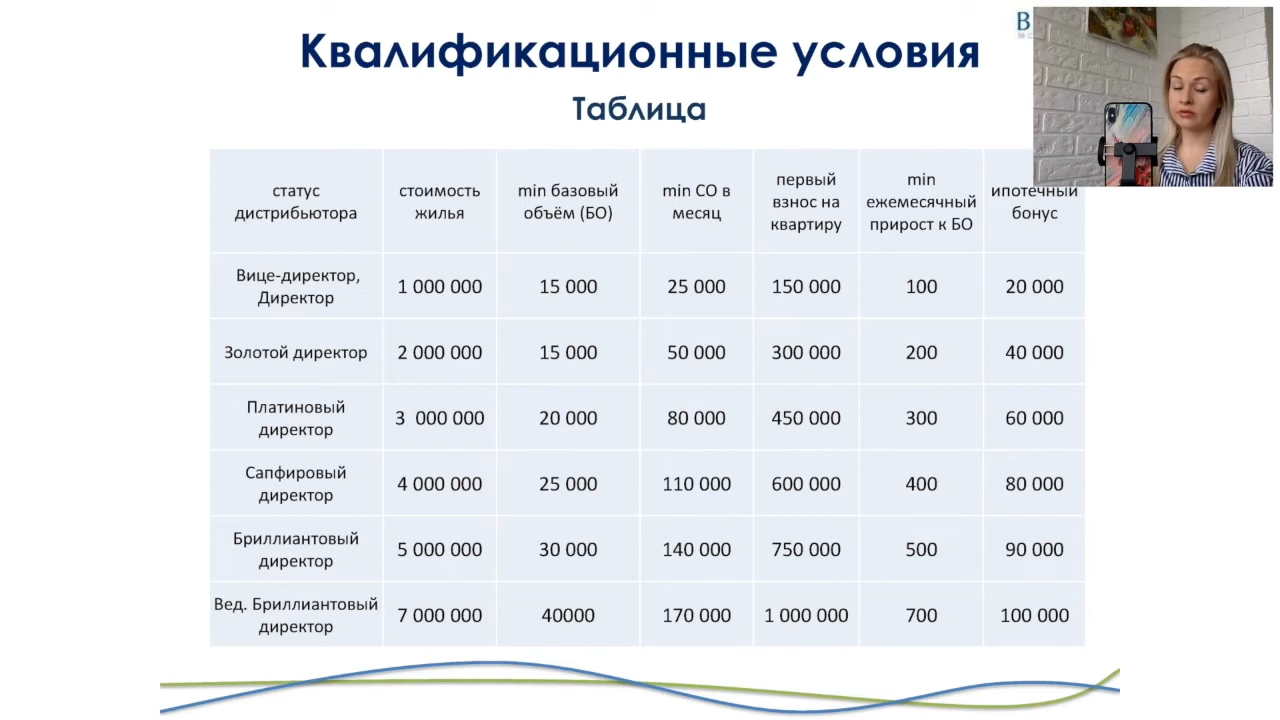 Квалификационные условия
Таблица
статус дистрибьютора | стоимость жилья | min базовый объём (БО) | min СО в месяц | первый взнос на квартиру | min ежемесячный прирост к БО | ипотечный бонус
Вице-директор, Директор | 1 000 000 | 15 000 | 25 000 | 150 000 | 100 | 20 000
Золотой директор | 2 000 000 | 15 000 | 50 000 | 300 000 | 200 | 40 000
Платиновый директор | 3 000 000 | 20 000 | 80 000 | 450 000 | 300 | 60 000
Сапфировый директор | 4 000 000 | 25 000 | 110 000 | 600 000 | 400 | 80 000
Бриллиантовый директор | 5 000 000 | 30 000 | 140 000 | 750 000 | 500 | 90 000
Вед. Бриллиантовый директор | 7 000 000 | 40000 | 170 000 | 1 000 000 | 700 | 100 000